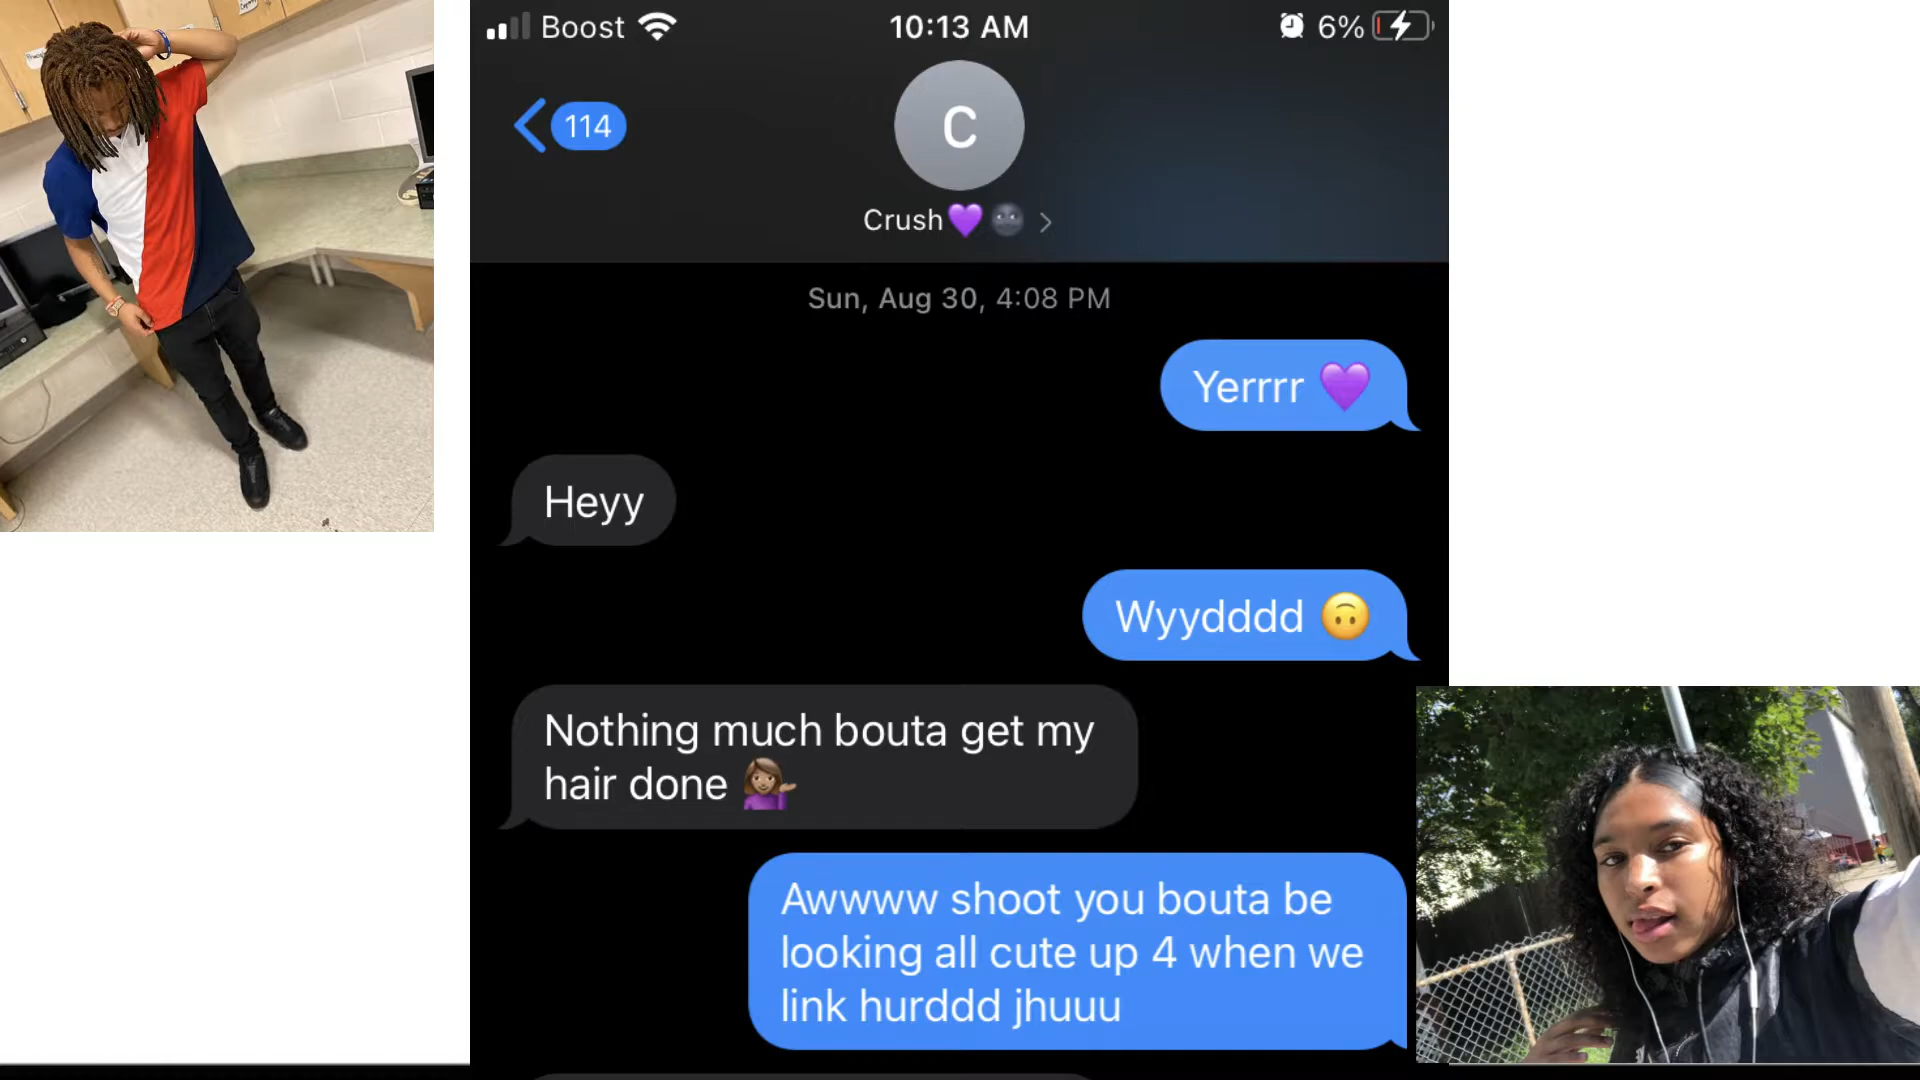 Boost 10:13 AM 6%
114
C
Crush💜🌚 >
Sun, Aug 30, 4:08 PM
Yerrrr 💜
Heyy
Wyydddd 🙃
Nothing much bouta get my
hair done 💁🏽‍♀️
Awwww shoot you bouta be
looking all cute up 4 when we
link hurddd jhuuu